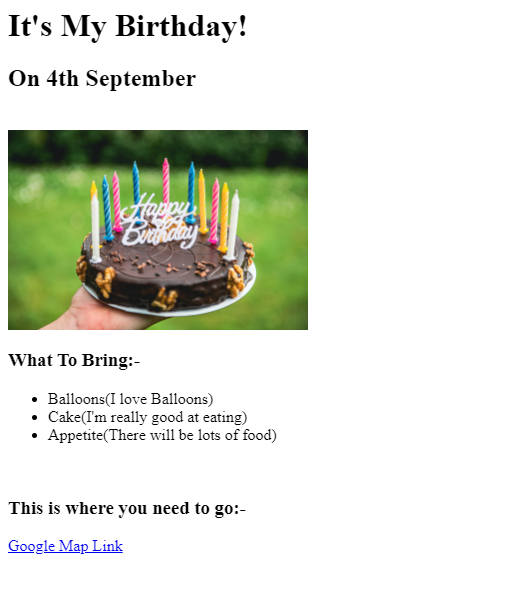 It's My Birthday!
On 4th September
Happy
Birthday
What To Bring:-
Balloons(I love Balloons)
Cake(I'm really good at eating)
Appetite(There will be lots of food)
This is where you need to go:-
Google Map Link